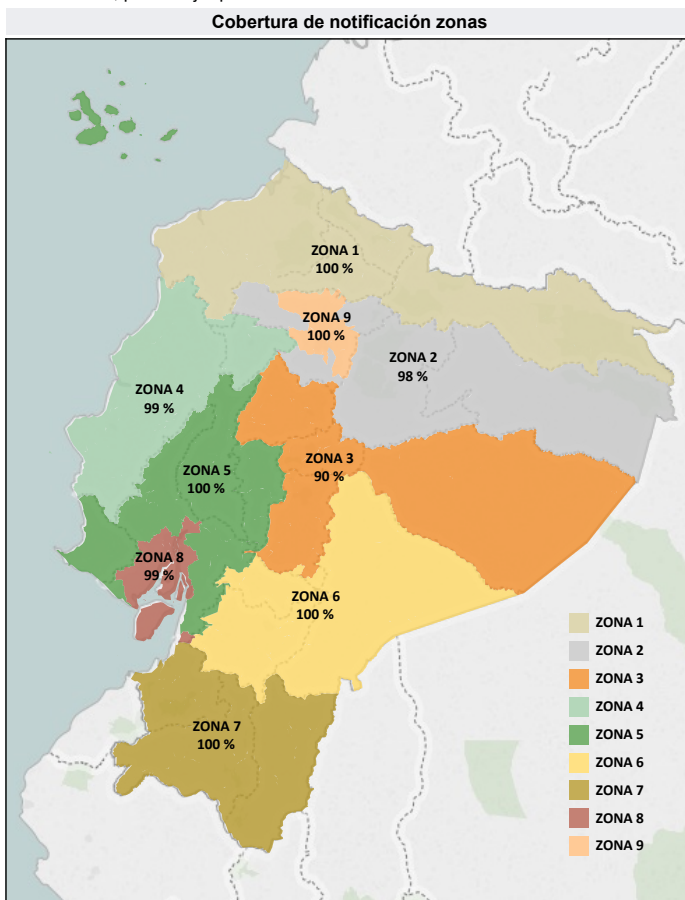 Cobertura de notificación zonas
ZONA 1
100 %
ZONA 9
100 %
ZONA 2
98 %
ZONA 4
99 %
ZONA 3
90 %
ZONA 5
100 %
ZONA 8
99 %
ZONA 6
100 %
ZONA 7
100 %
ZONA 1
ZONA 2
ZONA 3
ZONA 4
ZONA 5
ZONA 6
ZONA 7
ZONA 8
ZONA 9